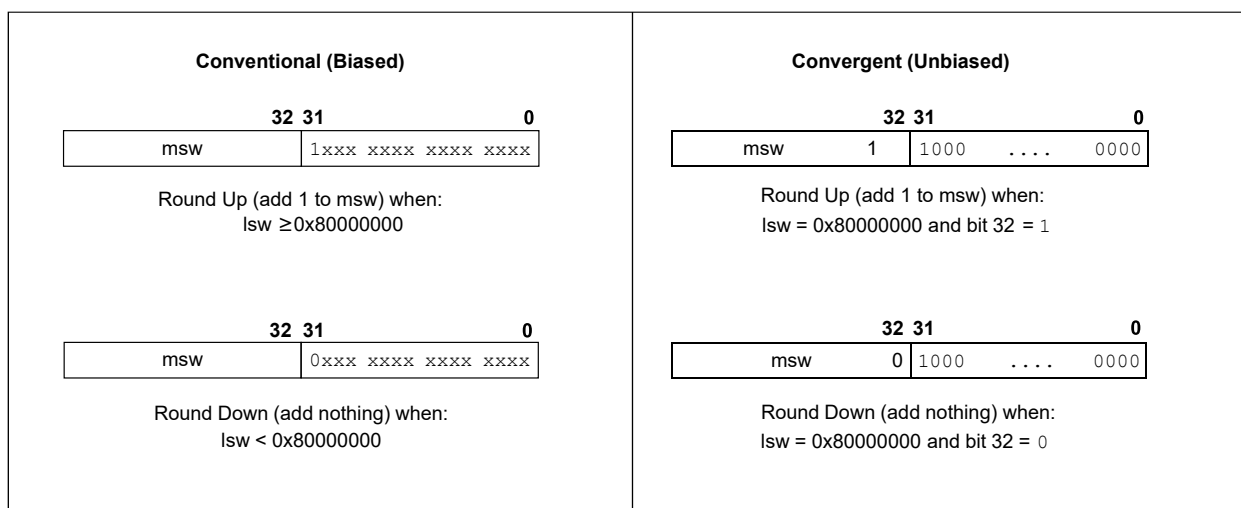 Conventional (Biased)
32 31 0
msw 1xxx xxxx xxxx xxxx
Round Up (add 1 to msw) when:
lsw ≥0x80000000
32 31 0
msw 0xxx xxxx xxxx xxxx
Round Down (add nothing) when:
lsw < 0x80000000
Convergent (Unbiased)
32 31 0
msw 1 1000 .... 0000
Round Up (add 1 to msw) when:
lsw = 0x80000000 and bit 32 = 1
32 31 0
msw 0 1000 .... 0000
Round Down (add nothing) when:
lsw = 0x80000000 and bit 32 = 0